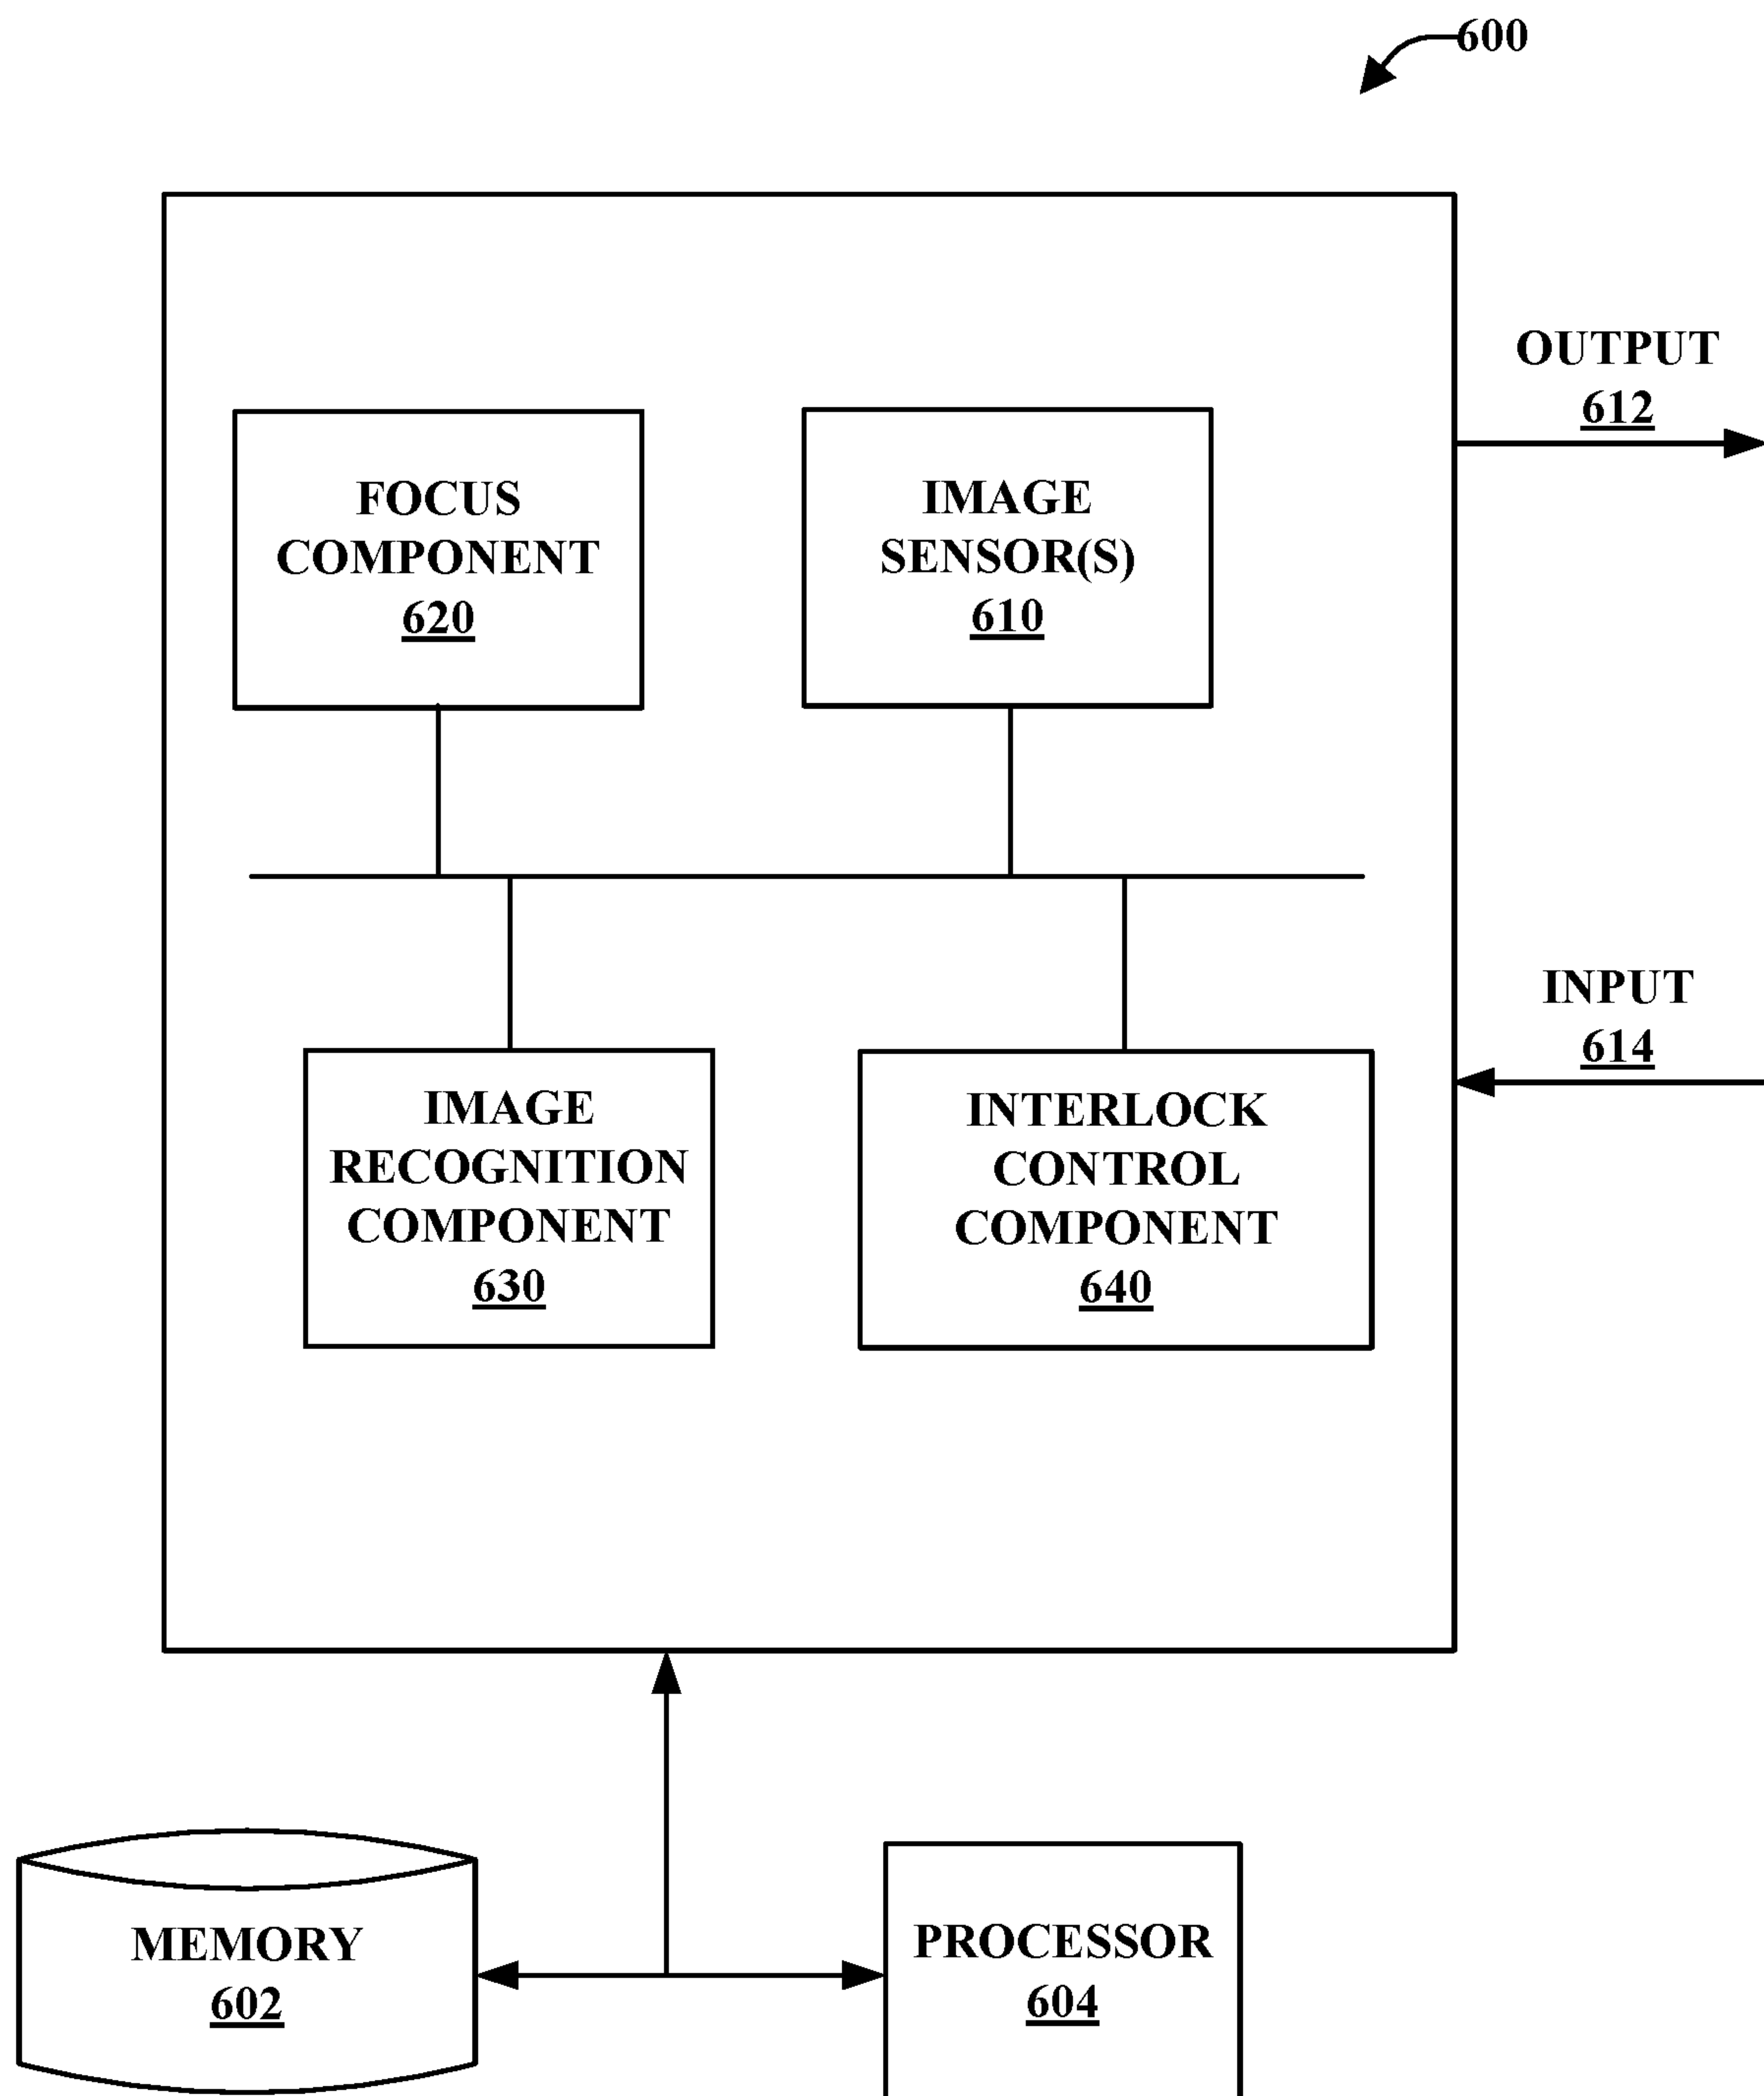 600
OUTPUT
612
FOCUS
COMPONENT
620
IMAGE
SENSOR(S)
610
INPUT
614
IMAGE
RECOGNITION
COMPONENT
630
INTERLOCK
CONTROL
COMPONENT
640
MEMORY
602
PROCESSOR
604